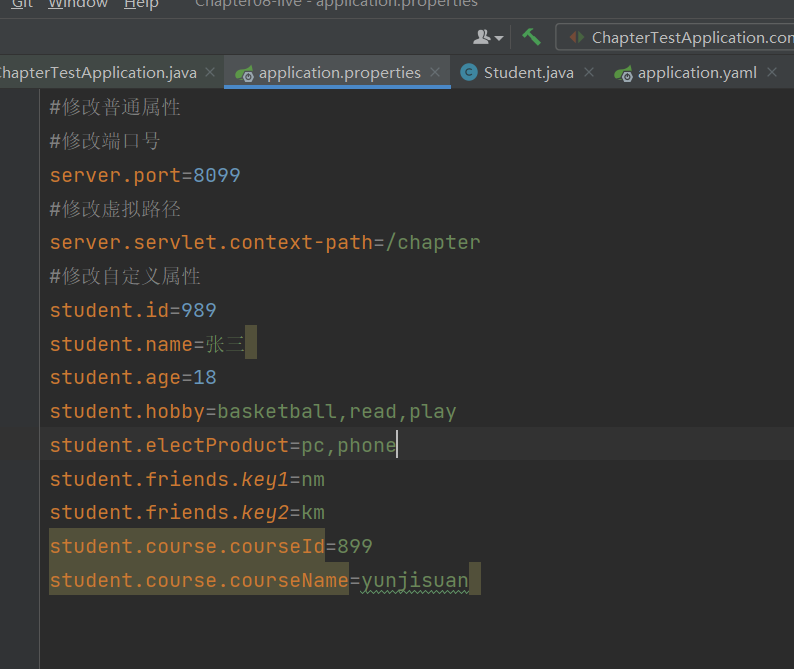 Git Window Help Chapter08-live - application.properties
ChapterTestApplication.con
hapterTestApplication.java application.properties Student.java application.yaml
#修改普通属性
#修改端口号
server.port=8099
#修改虚拟路径
server.servlet.context-path=/chapter
#修改自定义属性
student.id=989
student.name=张三
student.age=18
student.hobby=basketball,read,play
student.electProduct=pc,phone
student.friends.key1=nm
student.friends.key2=km
student.course.courseId=899
student.course.courseName=yunjisuan